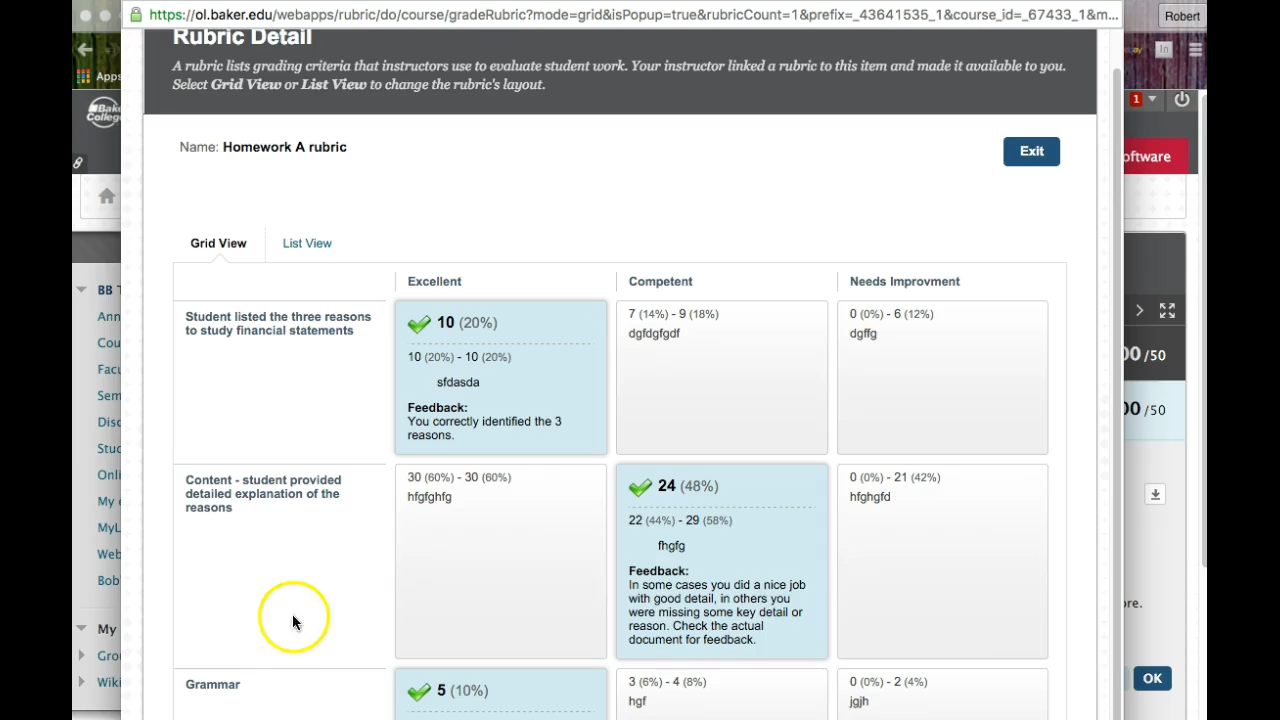 https://ol.baker.edu/webapps/rubric/do/course/gradeRubric?mode=grid&isPopup=true&rubricCount=1&prefix=_43641535_1&course_id=_67433_1&m...
Robert
Apps
In
Rubric Detail
A rubric lists grading criteria that instructors use to evaluate student work. Your instructor linked a rubric to this item and made it available to you.
Select Grid View or List View to change the rubric's layout.
1
Name: Homework A rubric
Exit
Grid View
List View
Excellent
Competent
Needs Improvment
Student listed the three reasons
to study financial statements
10 (20%)
10 (20%) - 10 (20%)
sfdasda
Feedback:
You correctly identified the 3
reasons.
7 (14%) - 9 (18%)
dgfdgfgdf
0 (0%) - 6 (12%)
dgffg
Content - student provided
detailed explanation of the
reasons
30 (60%) - 30 (60%)
hfgfghfg
24 (48%)
22 (44%) - 29 (58%)
fhgfg
Feedback:
In some cases you did a nice job
with good detail, in others you
were missing some key detail or
reason. Check the actual
document for feedback.
0 (0%) - 21 (42%)
hfghgfd
Grammar
5 (10%)
3 (6%) - 4 (8%)
hgf
0 (0%) - 2 (4%)
jgjh
BB
My
/50
/50
OK